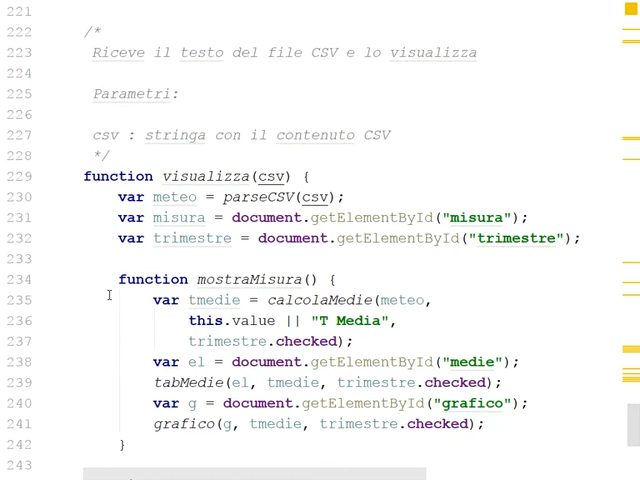 221
222 /*
223 Riceve il testo del file CSV e lo visualizza
224
225 Parametri:
226
227 csv : stringa con il contenuto CSV
228 */
229 function visualizza(csv) {
230 var meteo = parseCSV(csv);
231 var misura = document.getElementById("misura");
232 var trimestre = document.getElementById("trimestre");
233
234 function mostraMisura() {
235 var tmedie = calcolaMedie(meteo,
236 this.value || "T Media",
237 trimestre.checked);
238 var el = document.getElementById("medie");
239 tabMedie(el, tmedie, trimestre.checked);
240 var g = document.getElementById("grafico");
241 grafico(g, tmedie, trimestre.checked);
242 }
243